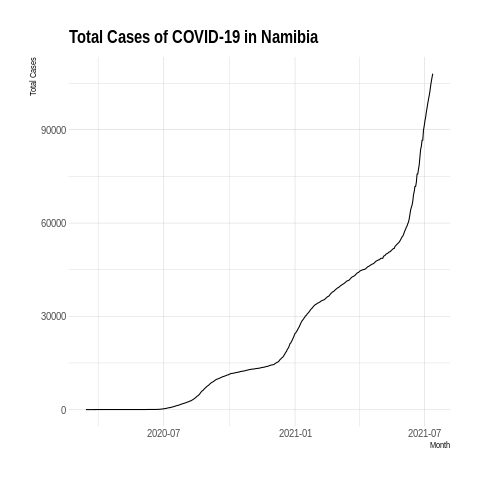 Total Cases of COVID-19 in Namibia
Total Cases
90000
60000
30000
0
2020-07
2021-01
2021-07
Month